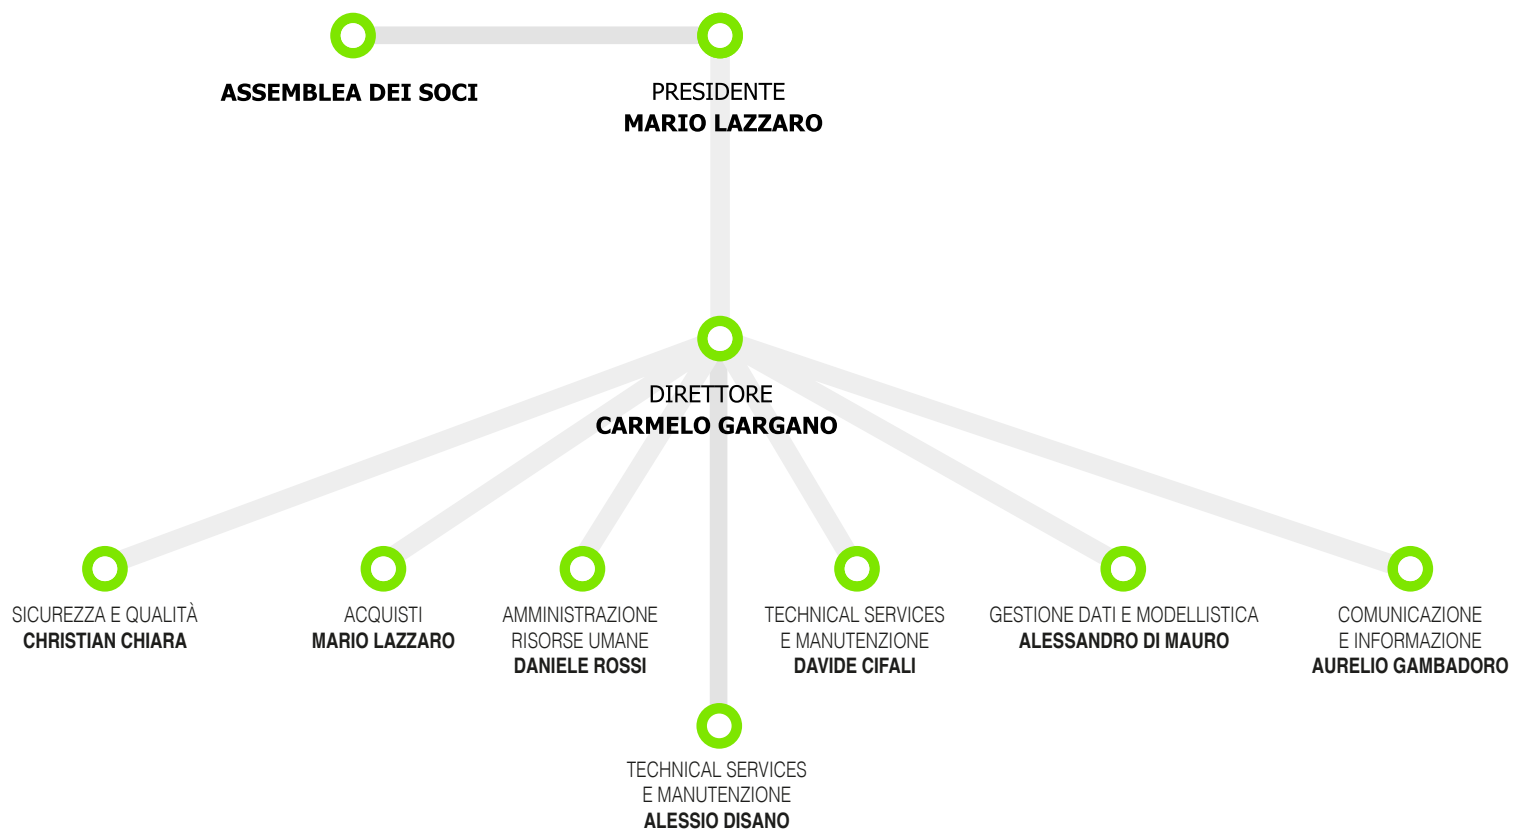 ASSEMBLEA DEI SOCI
PRESIDENTE
MARIO LAZZARO
DIRETTORE
CARMELO GARGANO
SICUREZZA E QUALITÀ
CHRISTIAN CHIARA
ACQUISTI
MARIO LAZZARO
AMMINISTRAZIONE
RISORSE UMANE
DANIELE ROSSI
TECHNICAL SERVICES
E MANUTENZIONE
DAVIDE CIFALI
GESTIONE DATI E MODELLISTICA
ALESSANDRO DI MAURO
COMUNICAZIONE
E INFORMAZIONE
AURELIO GAMBADORO
TECHNICAL SERVICES
E MANUTENZIONE
ALESSIO DISANO